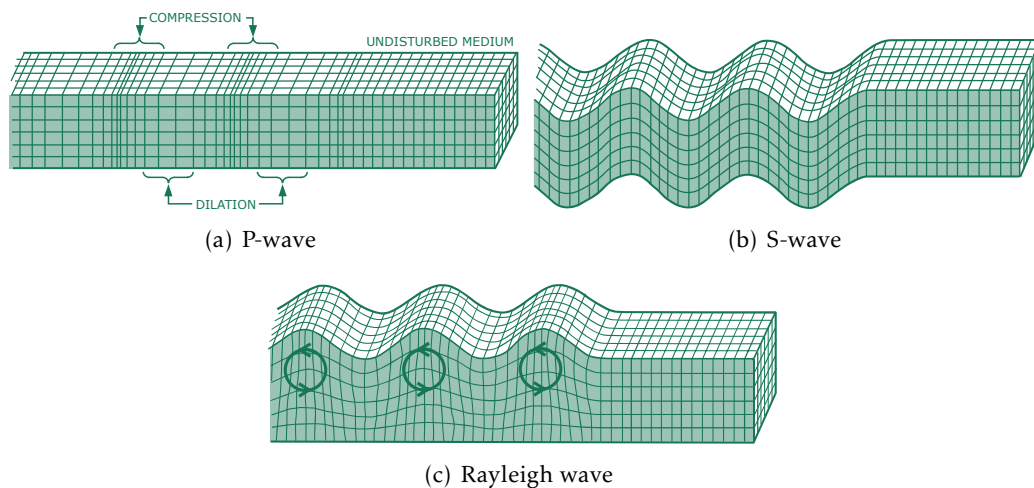 COMPRESSION
UNDISTURBED MEDIUM
DILATION
(a) P-wave
(b) S-wave
(c) Rayleigh wave